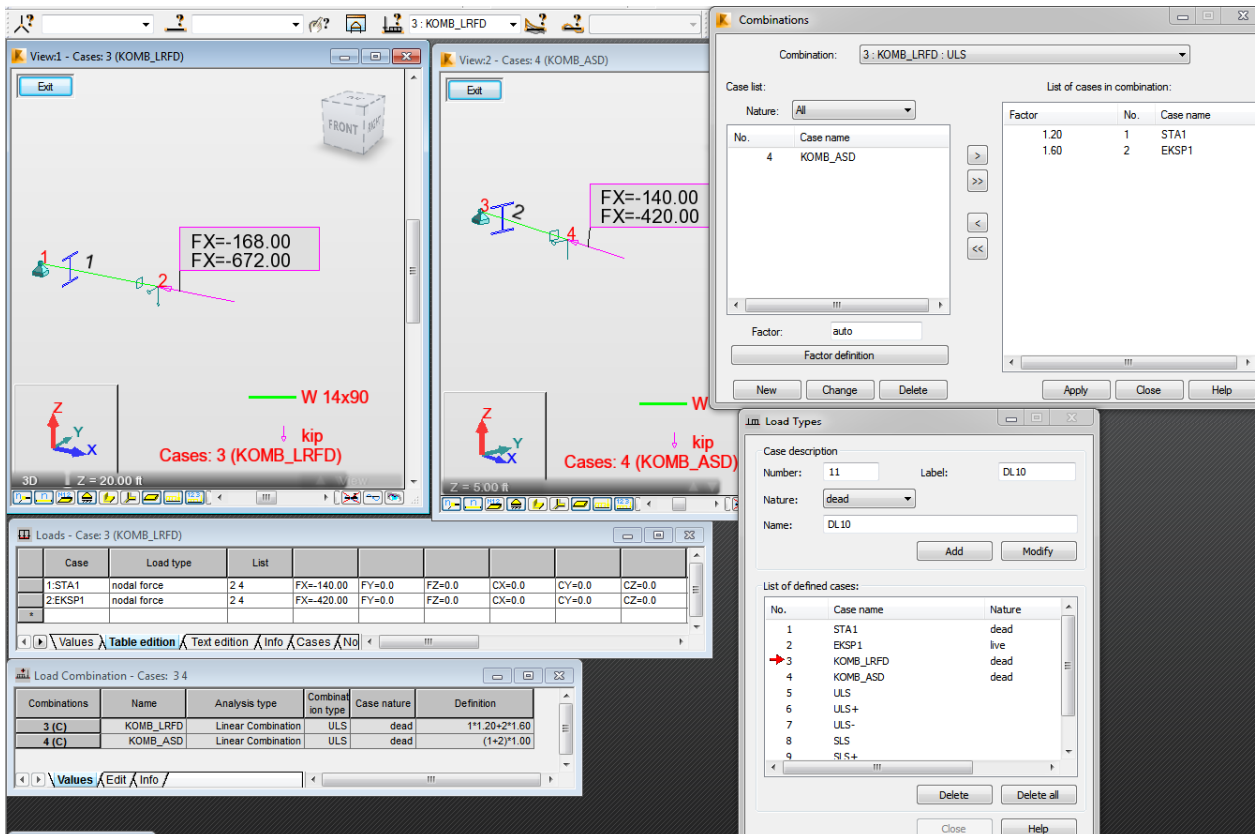 3 : KOMB_LRFD
View:1 - Cases: 3 (KOMB_LRFD)
Exit
FRONT
RIGHT
FX=-168.00
FX=-672.00
1
1
2
W 14x90
kip
Cases: 3 (KOMB_LRFD)
Z
Y
X
3D
Z = 20.00 ft
View:2 - Cases: 4 (KOMB_ASD)
Exit
FX=-140.00
FX=-420.00
3
2
4
W
kip
Cases: 4 (KOMB_ASD)
Z
Y
X
Z = 5.00 ft
Combinations
Combination: 3 : KOMB_LRFD : ULS
Case list:
List of cases in combination:
Nature: All
No. Case name
4 KOMB_ASD
>
>>
<
<<
Factor No. Case name
1.20 1 STA1
1.60 2 EKSP1
Factor: auto
Factor definition
New Change Delete
Apply Close Help
Loads - Case: 3 (KOMB_LRFD)
Case Load type List
1:STA1 nodal force 2 4 FX=-140.00 FY=0.0 FZ=0.0 CX=0.0 CY=0.0 CZ=0.0
2:EKSP1 nodal force 2 4 FX=-420.00 FY=0.0 FZ=0.0 CX=0.0 CY=0.0 CZ=0.0
*
Values Table edition Text edition Info Cases No
Load Combination - Cases: 3 4
Combinations Name Analysis type Combinat ion type Case nature Definition
3 (C) KOMB_LRFD Linear Combination ULS dead 1*1.20+2*1.60
4 (C) KOMB_ASD Linear Combination ULS dead (1+2)*1.00
Values Edit Info
Load Types
Case description
Number: 11 Label: DL10
Nature: dead
Name: DL10
Add Modify
List of defined cases:
No. Case name Nature
1 STA1 dead
2 EKSP1 live
3 KOMB_LRFD dead
4 KOMB_ASD dead
5 ULS
6 ULS+
7 ULS-
8 SLS
9 SLS+
Delete Delete all
Close Help